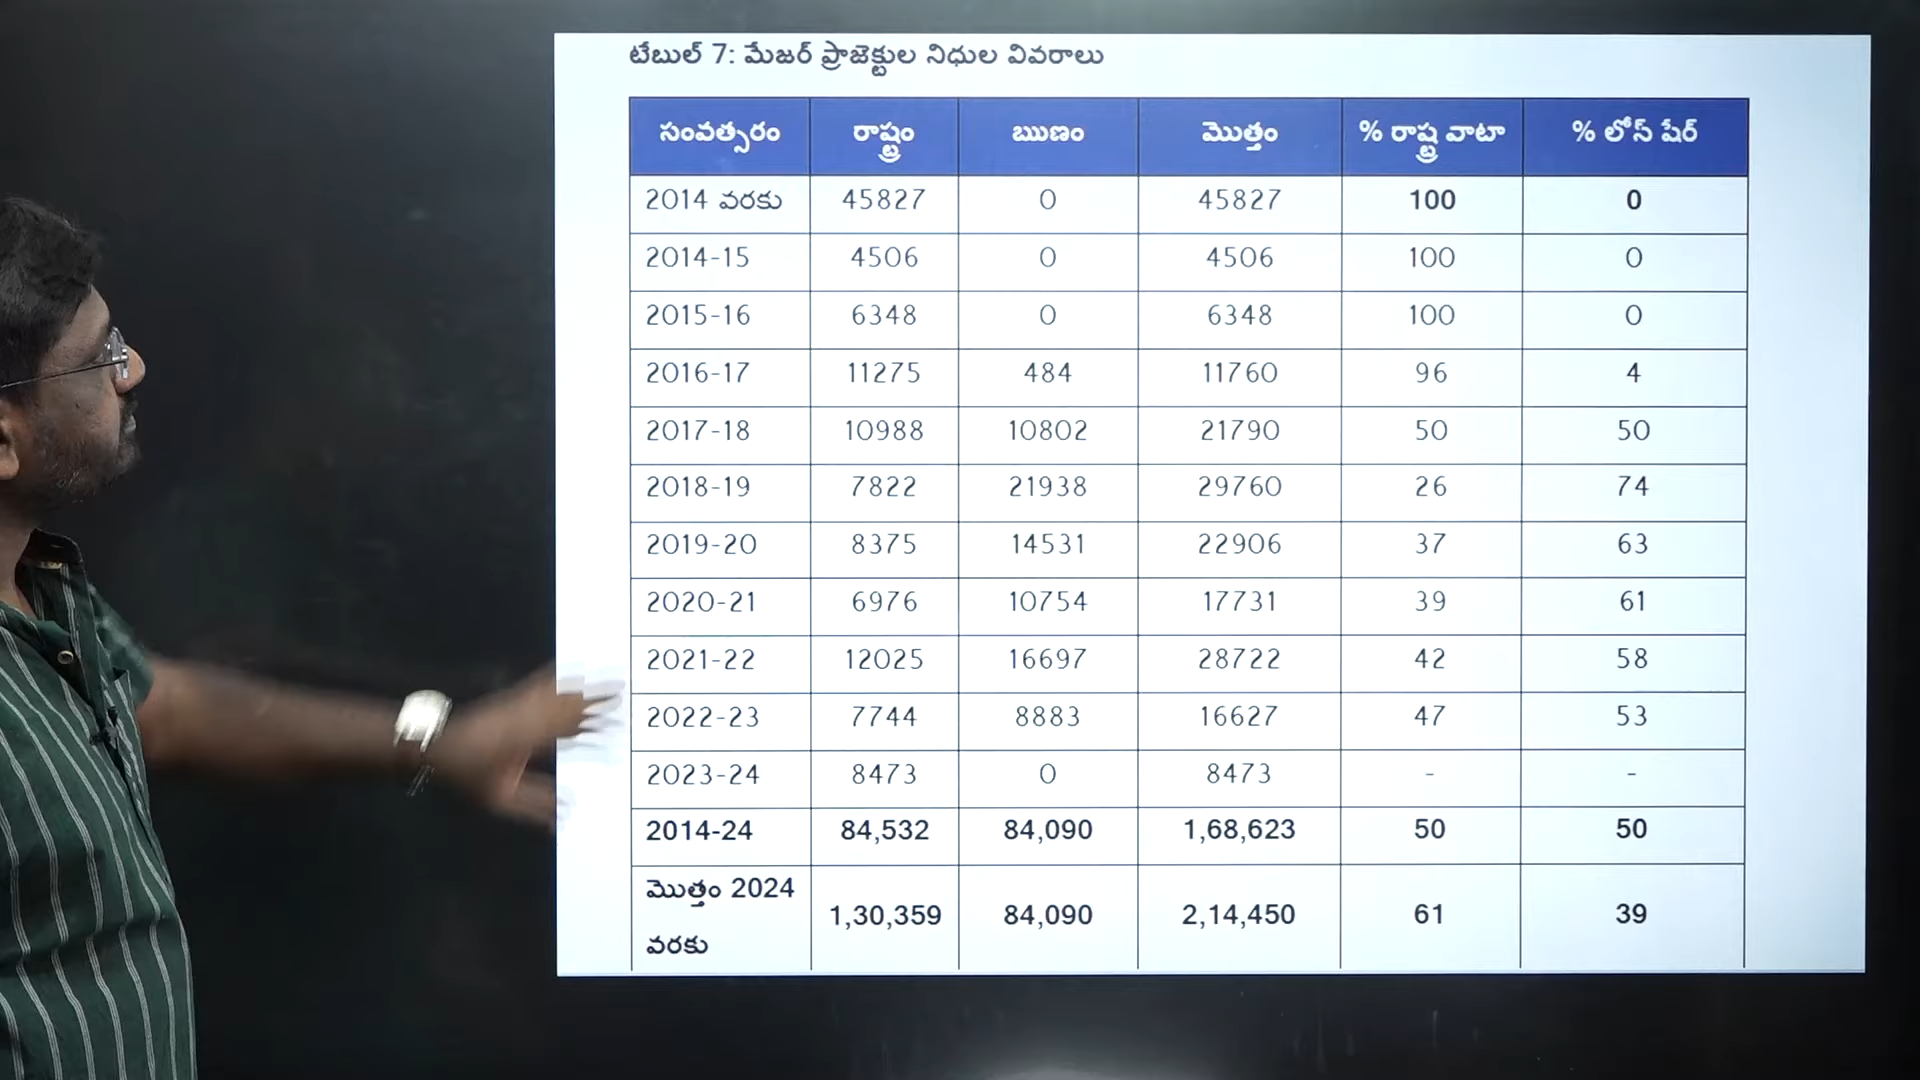 టేబుల్ 7: మేజర్ ప్రాజెక్టుల నిధుల వివరాలు
సంవత్సరం రాష్ట్రం ఋణం మొత్తం % రాష్ట్ర వాటా % లోన్ షేర్
2014 వరకు 45827 0 45827 100 0
2014-15 4506 0 4506 100 0
2015-16 6348 0 6348 100 0
2016-17 11275 484 11760 96 4
2017-18 10988 10802 21790 50 50
2018-19 7822 21938 29760 26 74
2019-20 8375 14531 22906 37 63
2020-21 6976 10754 17731 39 61
2021-22 12025 16697 28722 42 58
2022-23 7744 8883 16627 47 53
2023-24 8473 0 8473 - -
2014-24 84,532 84,090 1,68,623 50 50
మొత్తం 2024
వరకు 1,30,359 84,090 2,14,450 61 39